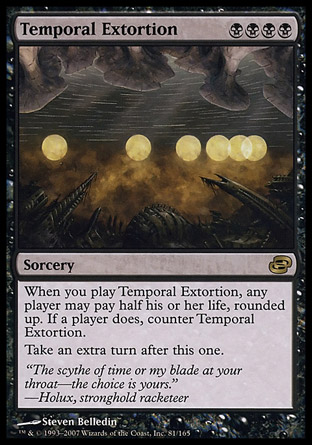 Temporal Extortion
Sorcery
When you play Temporal Extortion, any
player may pay half his or her life, rounded
up. If a player does, counter Temporal
Extortion.
Take an extra turn after this one.
"The scythe of time or my blade at your
throat—the choice is yours."
—Holux, stronghold racketeer
Steven Belledin
™ & © 1993–2007 Wizards of the Coast, Inc. 81/165